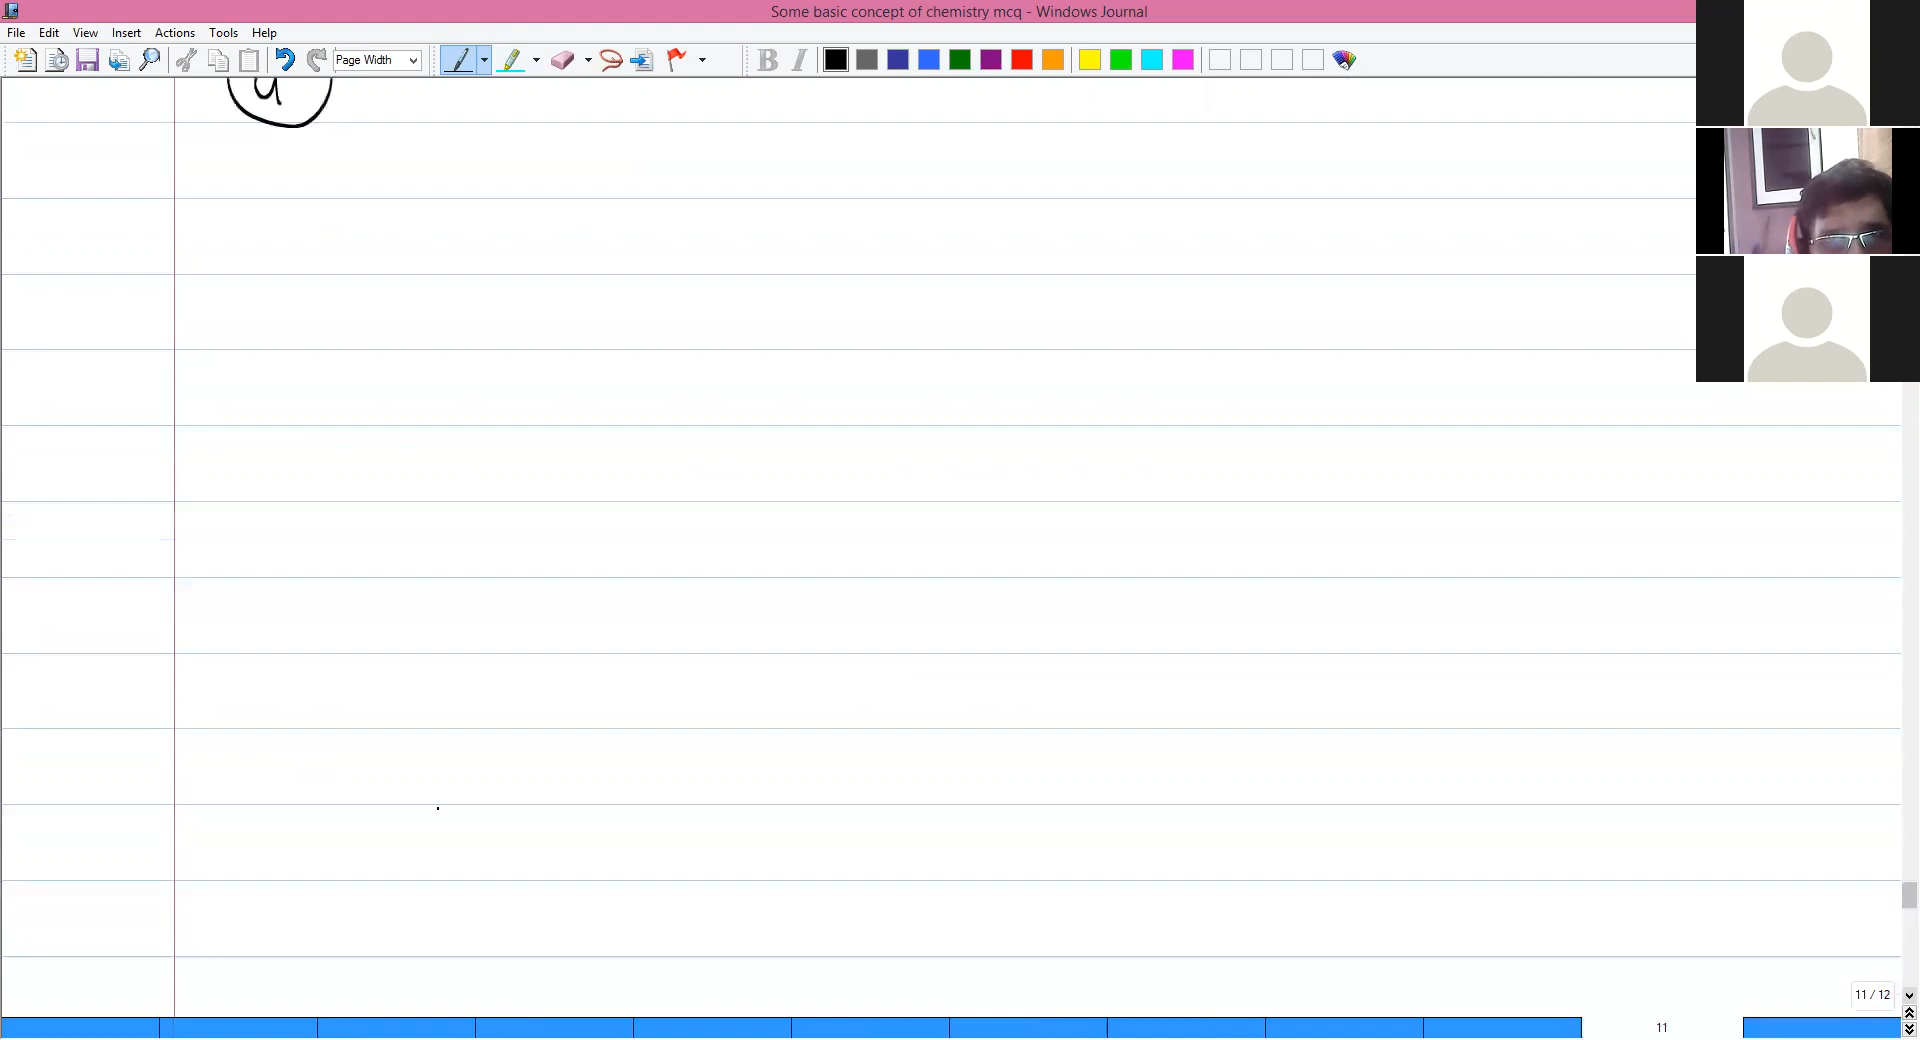 Some basic concept of chemistry mcq - Windows Journal
File Edit View Insert Actions Tools Help
Page Width
B I
11 / 12
11